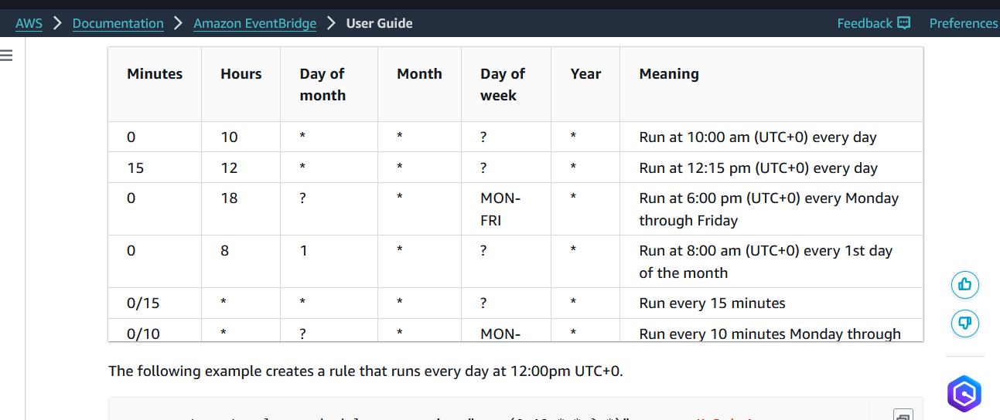 AWS > Documentation > Amazon EventBridge > User Guide Feedback Preferences
Minutes Hours Day of month Month Day of week Year Meaning
0 10 * * ? * Run at 10:00 am (UTC+0) every day
15 12 * * ? * Run at 12:15 pm (UTC+0) every day
0 18 ? * MON-FRI * Run at 6:00 pm (UTC+0) every Monday through Friday
0 8 1 * ? * Run at 8:00 am (UTC+0) every 1st day of the month
0/15 * * * ? * Run every 15 minutes
0/10 * ? * MON- * Run every 10 minutes Monday through
The following example creates a rule that runs every day at 12:00pm UTC+0.